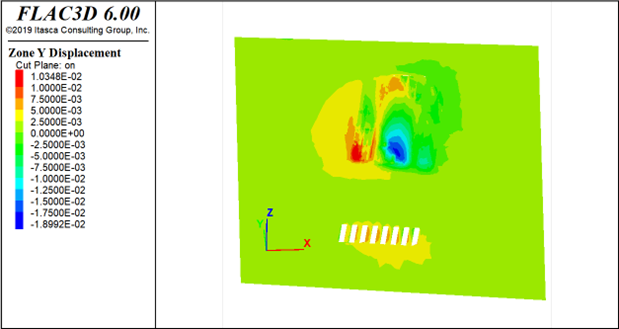 FLAC3D 6.00
©2019 Itasca Consulting Group, Inc.
Zone Y Displacement
Cut Plane: on
1.0348E-02
1.0000E-02
7.5000E-03
5.0000E-03
2.5000E-03
0.0000E+00
-2.5000E-03
-5.0000E-03
-7.5000E-03
-1.0000E-02
-1.2500E-02
-1.5000E-02
-1.7500E-02
-1.8992E-02
Z
Y
X